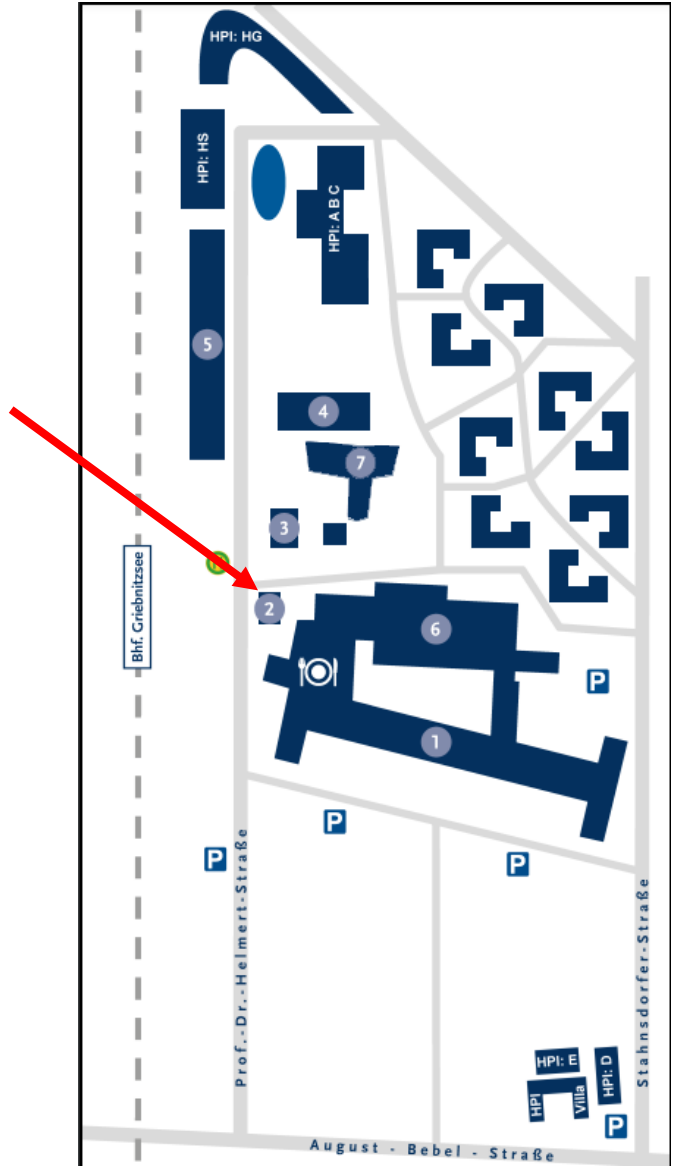 HPI: HG
HPI: HS
HPI: A B C
5
4
7
3
2
6
1
Bhf. Griebnitzsee
P
P
P
P
Prof.-Dr.-Helmert-Straße
Stahnsdorfer-Straße
HPI: E
HPI: D
HPI
Villa
P
August - Bebel - Straße